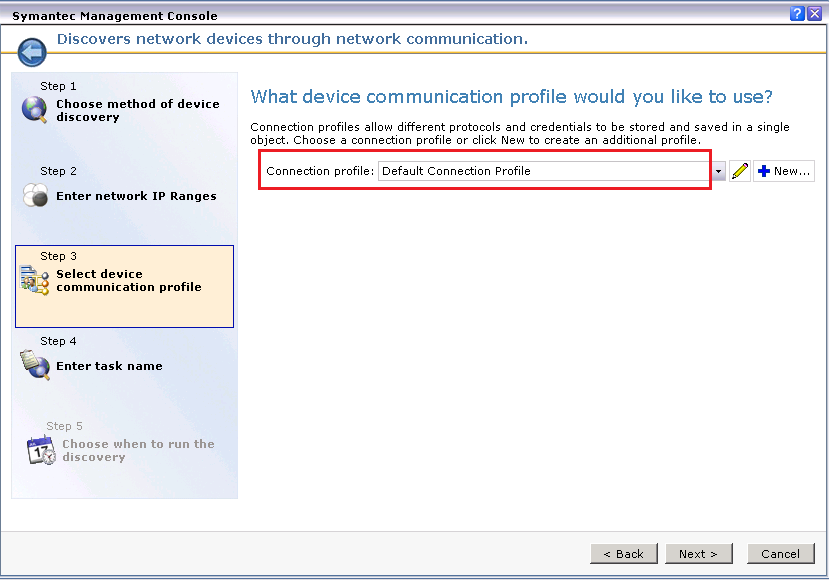 Symantec Management Console
?
Discovers network devices through network communication.
Step 1
Choose method of device
discovery
Step 2
Enter network IP Ranges
Step 3
Select device
communication profile
Step 4
Enter task name
Step 5
17
Choose when to run the
discovery
What device communication profile would you like to use?
Connection profiles allow different protocols and credentials to be stored and saved in a single
object. Choose a connection profile or click New to create an additional profile.
Connection profile: Default Connection Profile
New...
< Back Next > Cancel